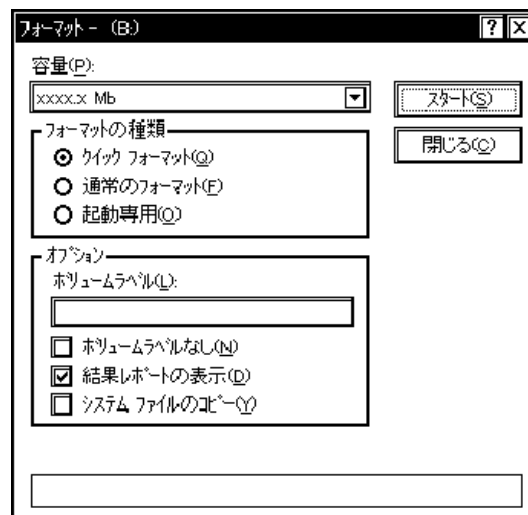 フォーマット - (B:)
容量(P):
xxxx.x Mb
スタート(S)
閉じる(C)
フォーマットの種類
クイック フォーマット(Q)
通常のフォーマット(F)
起動専用(O)
オプション
ボリュームラベル(L):
ボリュームラベルなし(N)
結果レポートの表示(D)
システム ファイルのコピー(Y)